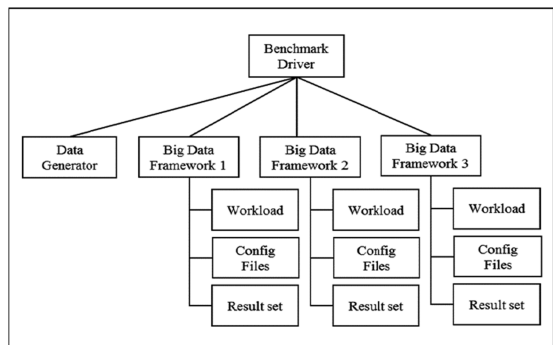 Benchmark
Driver
Data
Generator
Big Data
Framework 1
Big Data
Framework 2
Big Data
Framework 3
Workload
Config
Files
Result set
Workload
Config
Files
Result set
Workload
Config
Files
Result set